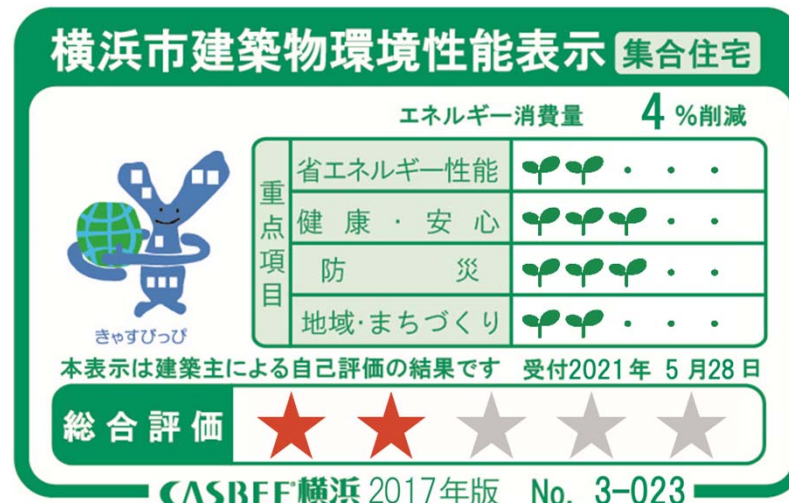 横浜市建築物環境性能表示 集合住宅
エネルギー消費量 4 %削減
重点項目
省エネルギー性能
健康・安心
防災
地域・まちづくり
きゃすびっぴ
本表示は建築主による自己評価の結果です 受付2021年 5月28日
総合評価
CASBEE横浜 2017年版 No. 3-023